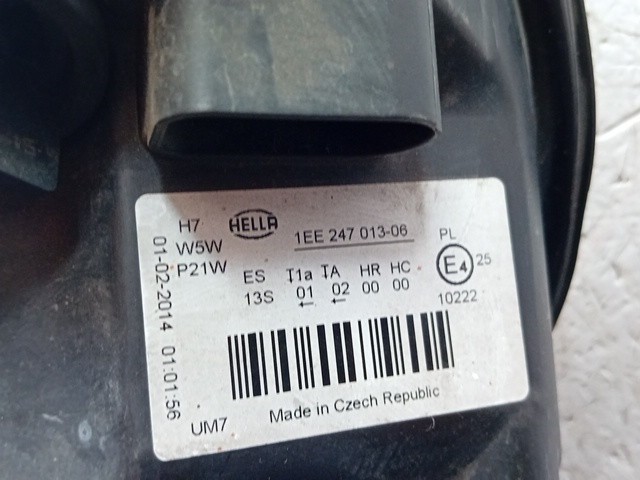 H7
W5W
P21W
HELLA
1EE 247 013-06
PL
E4
25
10222
ES T1a TA HR HC
13S 01 02 00 00
01-02-2014 01:01:56
UM7
Made in Czech Republic